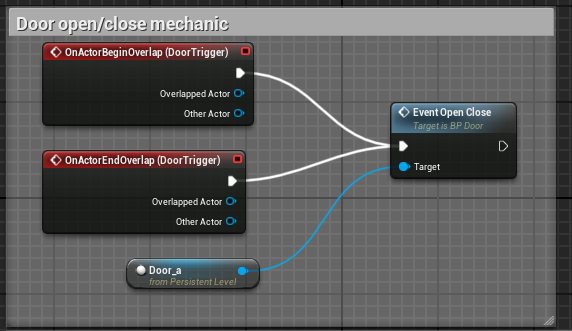 Door open/close mechanic
OnActorBeginOverlap (DoorTrigger)
Overlapped Actor
Other Actor
OnActorEndOverlap (DoorTrigger)
Overlapped Actor
Other Actor
Door_a
from Persistent Level
Event Open Close
Target is BP Door
Target